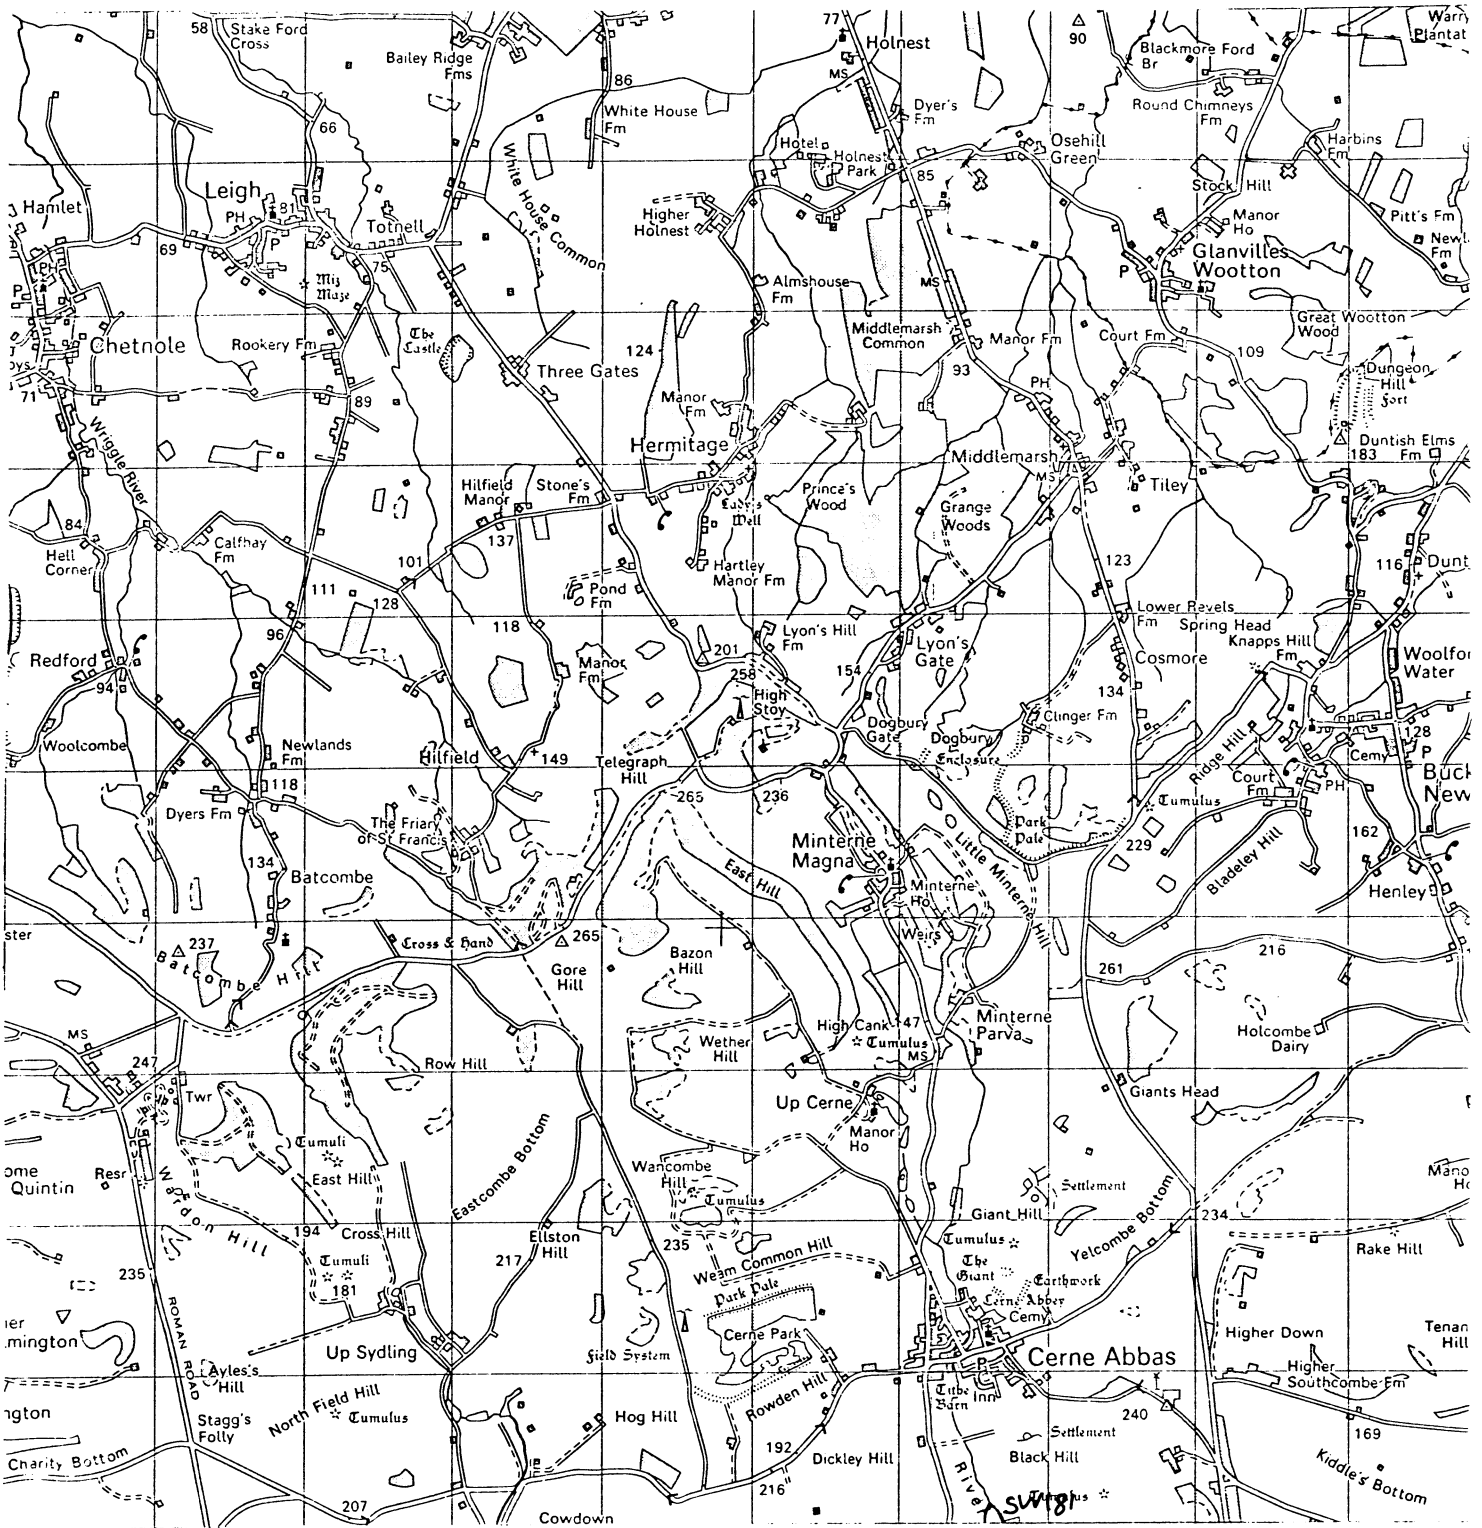 58
Stake Ford
Cross
Bailey Ridge
Fms
86
White House
Fm
77
Holnest
MS
90
Blackmore Ford
Br
Round Chimneys
Fm
Harbins
Fm
66
Dyer's
Fm
Osehill
Green
White House Common
Hotel
Holnest
Park
85
Stock Hill
Leigh
PH
81
P
Hamlet
69
Totnell
75
Miz
Maze
Higher
Holnest
Manor
Ho
Pitt's Fm
Glanvilles
Wootton
P
PH
P
Almshouse
Fm
MS
Great Wootton
Wood
Chetnole
Rookery Fm
The
Castle
124
Three Gates
Middlemarsh
Common
Manor Fm
Court Fm
109
93
PH
Dungeon
Hill
Fort
71
89
Manor
Fm
Wriggle River
Hermitage
Middlemarsh
MS
Duntish Elms
Fm
183
Tiley
Hilfield
Manor
Stone's
Fm
137
Lady's
Well
Prince's
Wood
Grange
Woods
84
Hell
Corner
Calfhay
Fm
101
Hartley
Manor Fm
123
116
Pond
Fm
111
128
96
118
Lower Revels
Fm
Spring Head
Knapps Hill
Fm
Lyon's Hill
Fm
Lyon's
Gate
Redford
94
Manor
Fm
201
258
High
Stoy
154
Cosmore
134
Water
Woolcombe
Newlands
Fm
Hilfield
149
Telegraph
Hill
Dogbury
Gate
Dogbury
Enclosure
Clinger Fm
Ridge Hill
Cemy
128
P
118
Dyers Fm
265
236
Court
Fm
PH
Tumulus
The Friary
of St Francis
Park
Pale
229
162
Minterne
Magna
134
Batcombe
East Hill
Little Minterne Hill
Bladeley Hill
Minterne
Ho
Henley
Weirs
237
Batcombe Hill
Cross & Hand
265
Gore
Hill
Bazon
Hill
216
261
MS
Minterne
Parva
High Cank
147
Tumulus
MS
Wether
Hill
Holcombe
Dairy
Row Hill
247
Twr
Up Cerne
Giants Head
Manor
Ho
Tumuli
East Hill
Eastcombe Bottom
Wancombe
Hill
Tumulus
Resr
Quintin
Wardon Hill
Settlement
Giant Hill
Yelcombe Bottom
234
194
Cross Hill
Ellston
Hill
217
235
Tumulus
Weam Common Hill
The
Giant
Earthwork
Rake Hill
235
Tumuli
181
Park Pale
Cerne Abbey
Cemy
ROMAN ROAD
Cerne Park
Higher Down
Up Sydling
Field System
Cerne Abbas
Ayles's
Hill
Higher
Southcombe Fm
North Field Hill
Tumulus
Rowden Hill
Tithe
Barn
Inn
Stagg's
Folly
Hog Hill
240
Settlement
169
Charity Bottom
192
Dickley Hill
Black Hill
Kiddle's Bottom
216
River
207
Cowdown
Tumulus